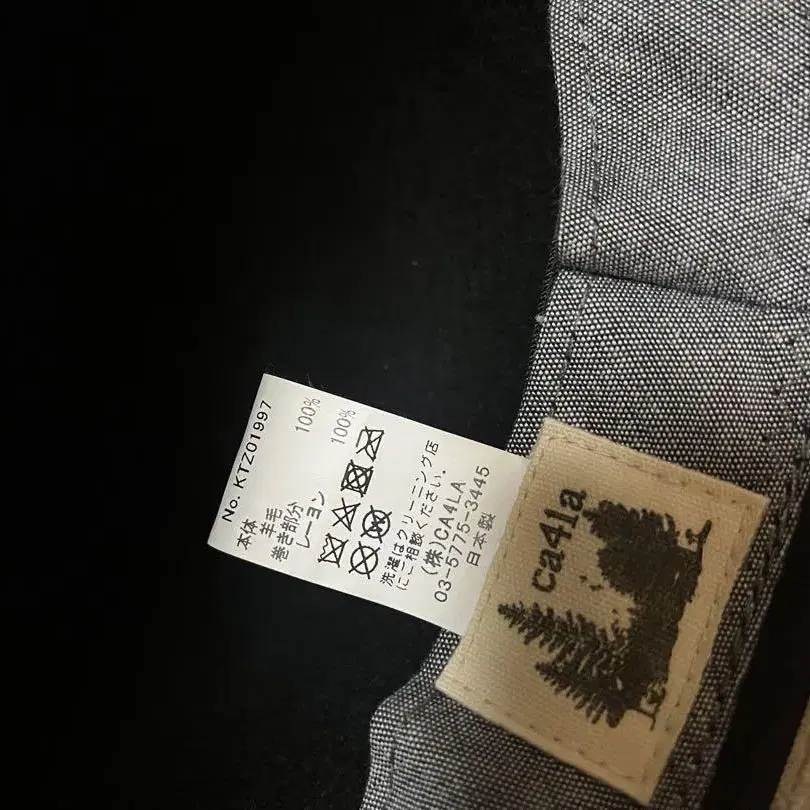 No. KTZ01997
本体 羊毛 100%
巻き部分
レーヨン 100%
洗濯はクリーニング店
にご相談ください。
(株)CA4LA
03-5775-3445
日本製
ca4la